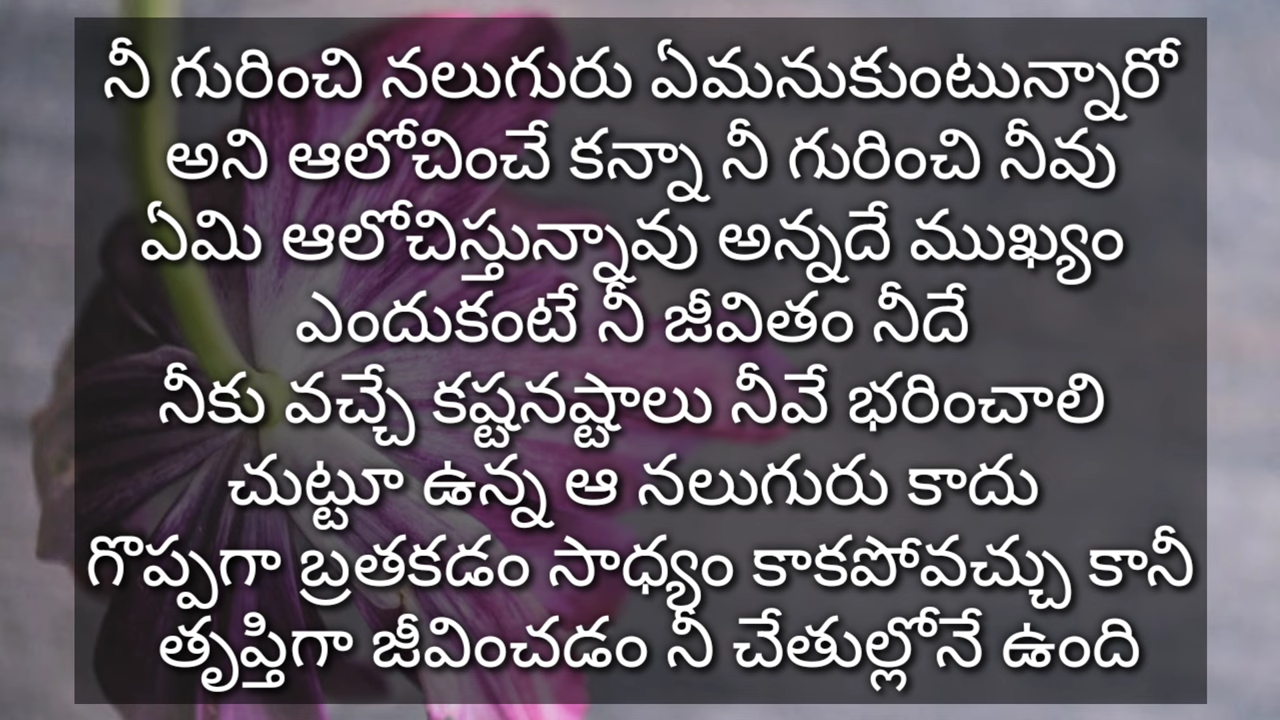 నీ గురించి నలుగురు ఏమనుకుంటున్నారో
అని ఆలోచించే కన్నా నీ గురించి నీవు
ఏమి ఆలోచిస్తున్నావు అన్నదే ముఖ్యం
ఎందుకంటే నీ జీవితం నీదే
నీకు వచ్చే కష్టనష్టాలు నీవే భరించాలి
చుట్టూ ఉన్న ఆ నలుగురు కాదు
గొప్పగా బ్రతకడం సాధ్యం కాకపోవచ్చు కానీ
తృప్తిగా జీవించడం నీ చేతుల్లోనే ఉంది